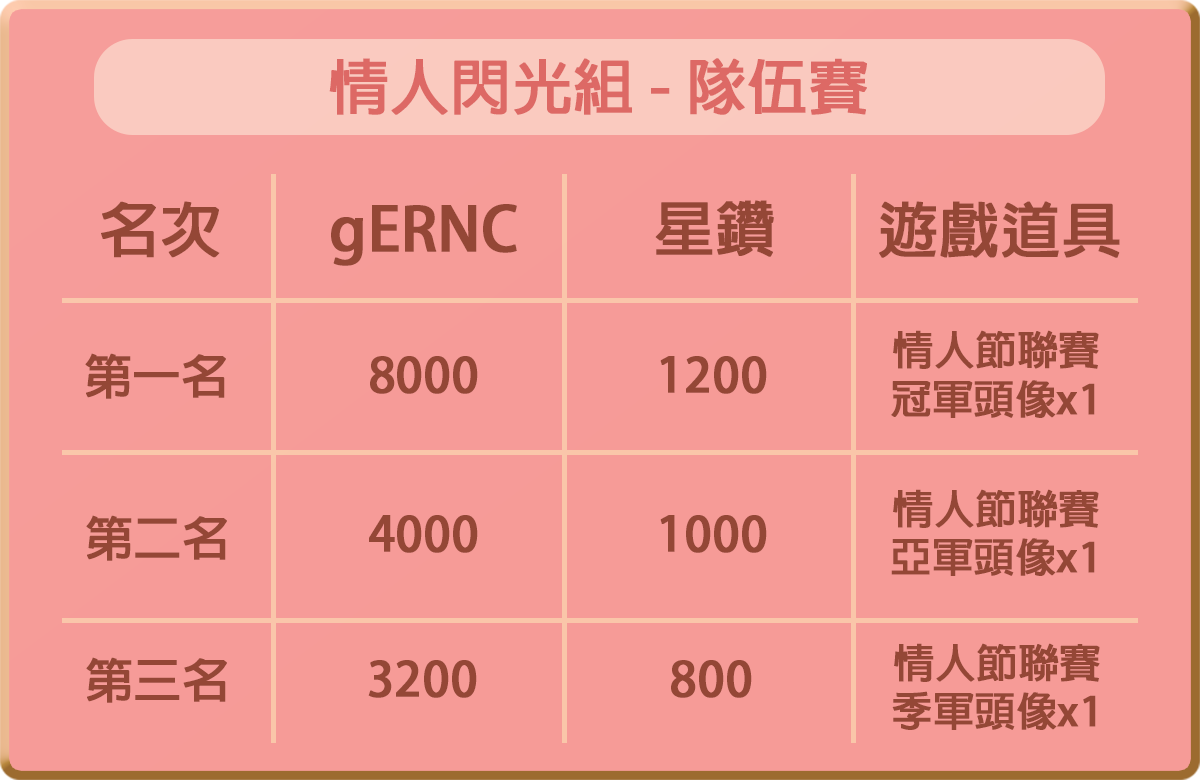 情人閃光組 - 隊伍賽
名次 gERNC 星鑽 遊戲道具
第一名 8000 1200 情人節聯賽
冠軍頭像x1
第二名 4000 1000 情人節聯賽
亞軍頭像x1
第三名 3200 800 情人節聯賽
季軍頭像x1